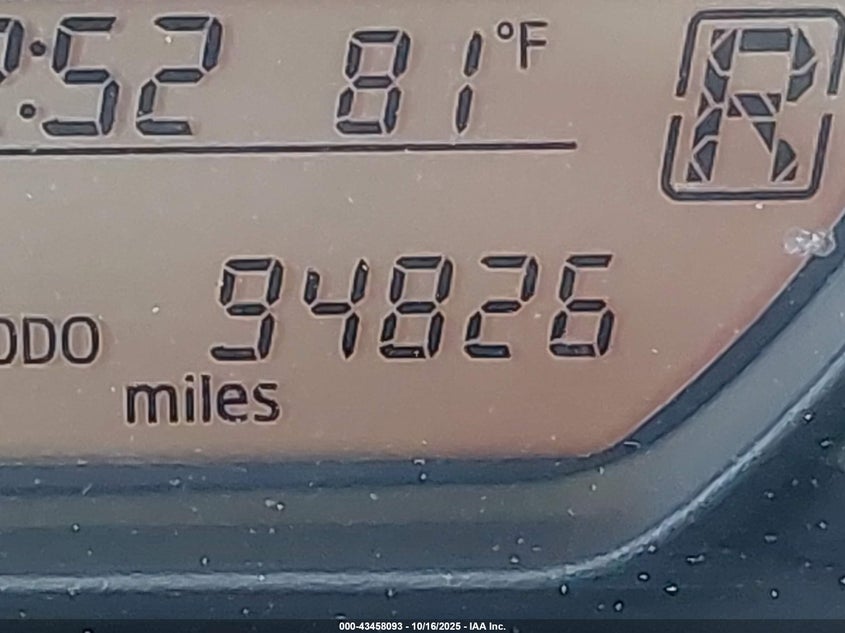 :52 81°F R
94826
ODO
miles
000-43458093 - 10/16/2025 - IAA Inc.